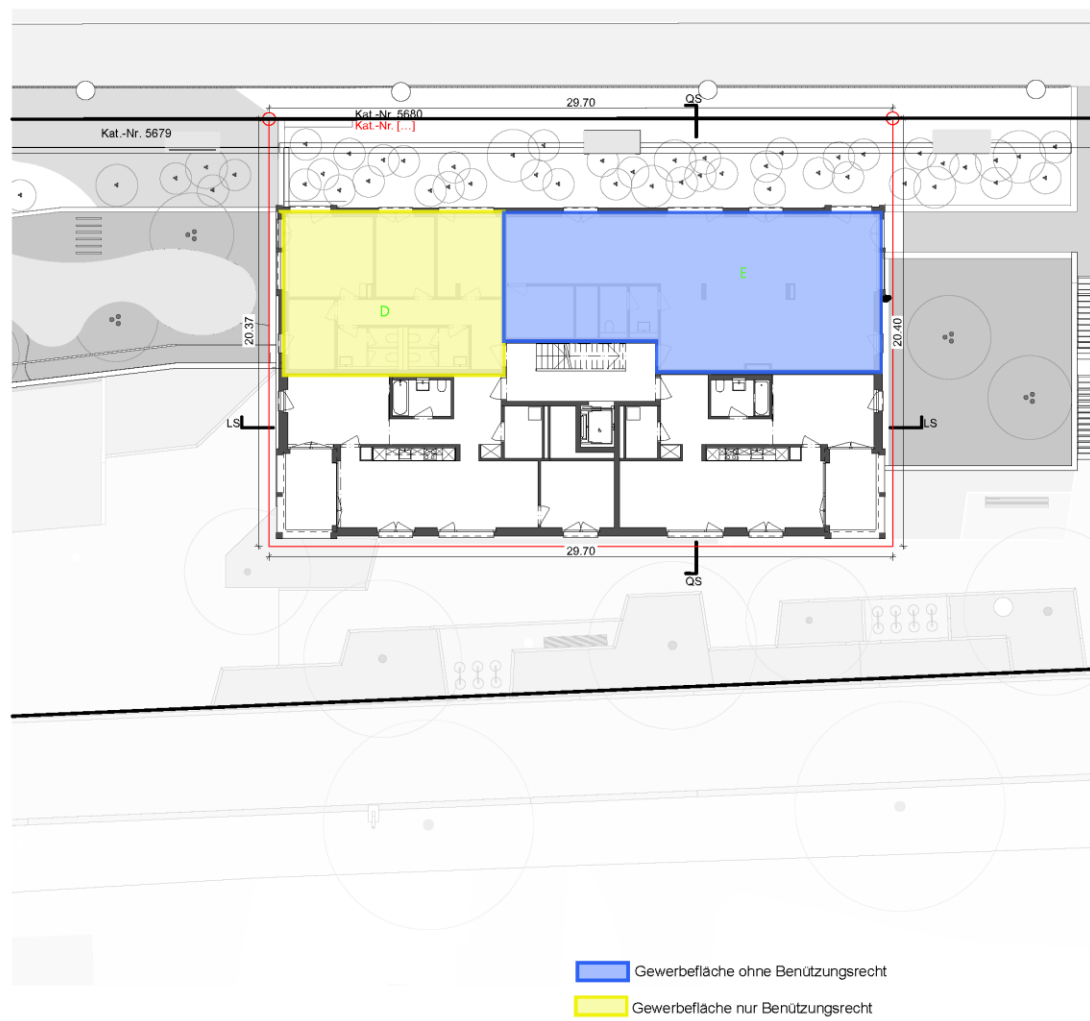 29.70
QS
Kat.-Nr. 5680
Kat.-Nr. [...]
Kat.-Nr. 5679
E
D
20.37
20.40
LS
LS
29.70
QS
Gewerbefläche ohne Benützungsrecht
Gewerbefläche nur Benützungsrecht